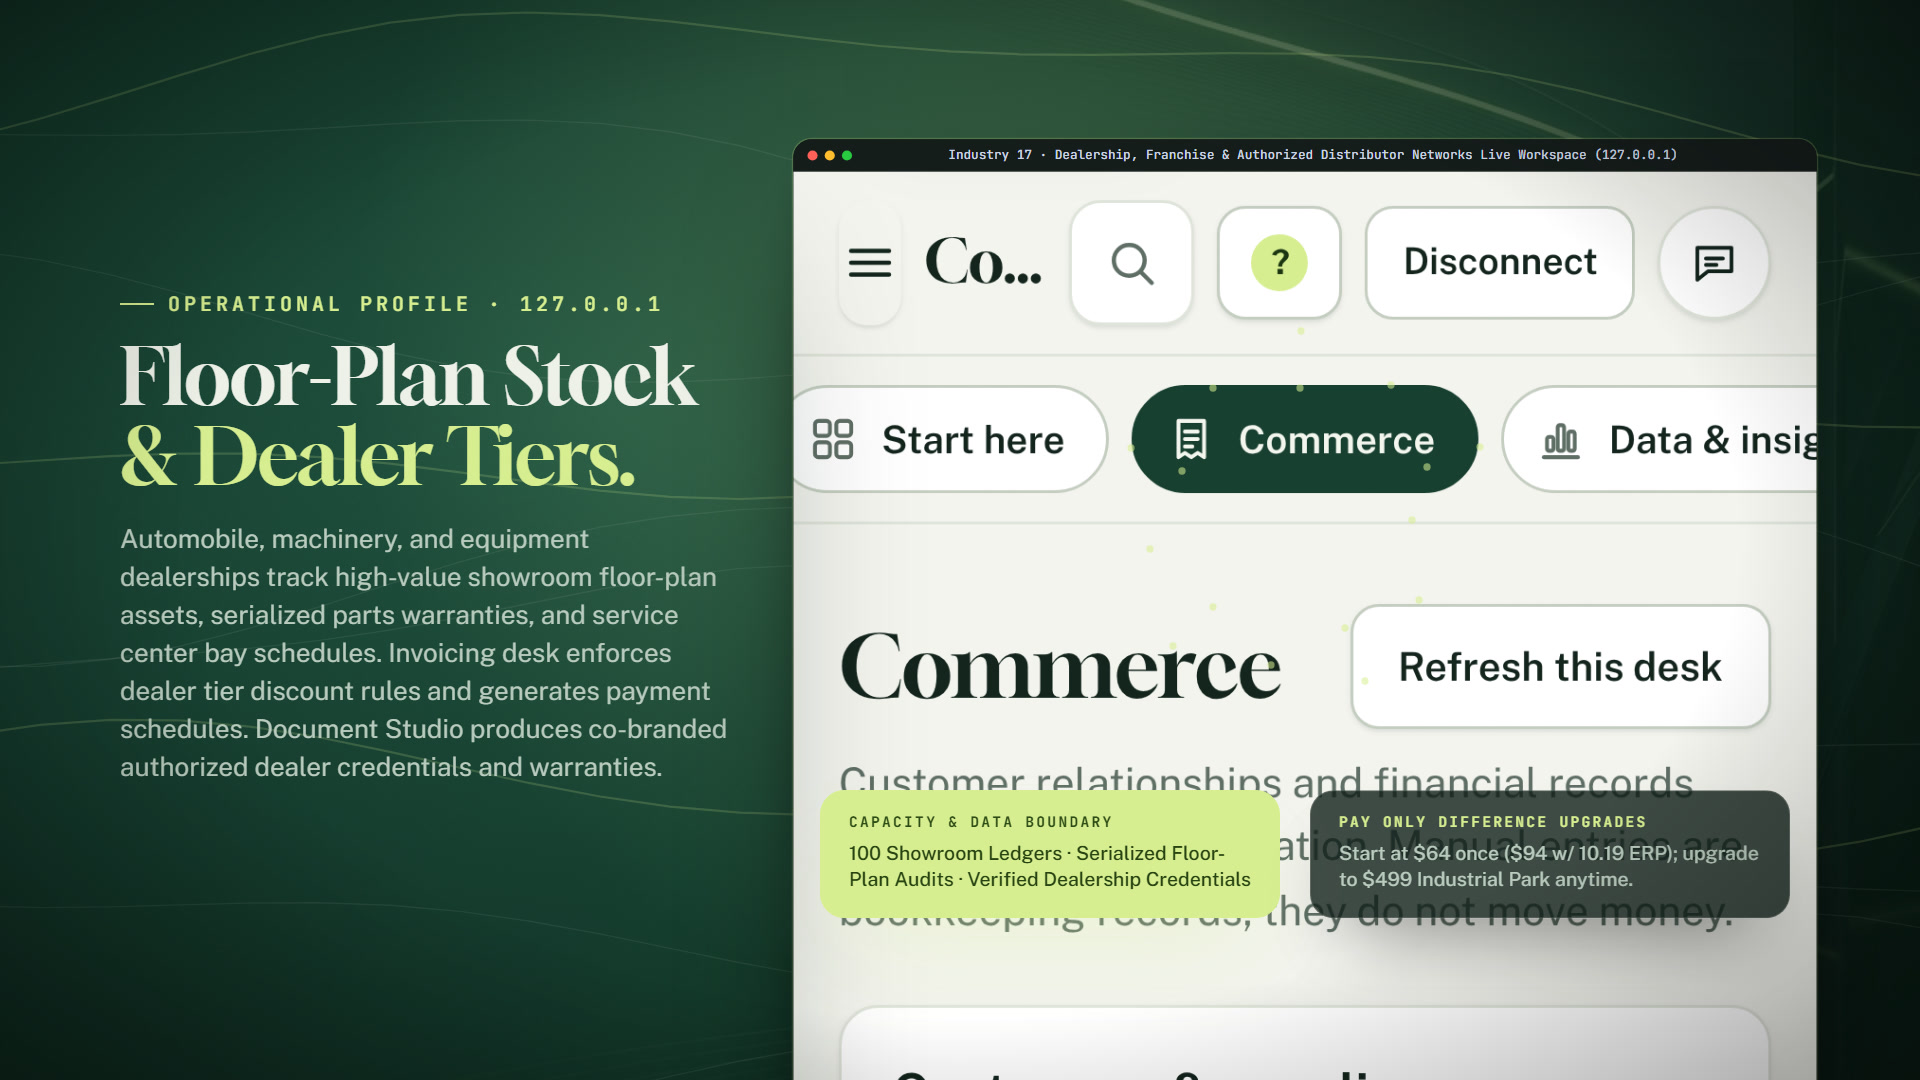 OPERATIONAL PROFILE · 127.0.0.1
Floor-Plan Stock
& Dealer Tiers.
Automobile, machinery, and equipment
dealerships track high-value showroom floor-plan
assets, serialized parts warranties, and service
center bay schedules. Invoicing desk enforces
dealer tier discount rules and generates payment
schedules. Document Studio produces co-branded
authorized dealer credentials and warranties.
Industry 17 · Dealership, Franchise & Authorized Distributor Networks Live Workspace (127.0.0.1)
Co...
?
Disconnect
Start here
Commerce
Data & insig
Commerce
Refresh this desk
Customer relationships and financial records
Manual entries are
bookkeeping records, they do not move money.
CAPACITY & DATA BOUNDARY
100 Showroom Ledgers · Serialized Floor-
Plan Audits · Verified Dealership Credentials
PAY ONLY DIFFERENCE UPGRADES
Start at $64 once ($94 w/ 10.19 ERP); upgrade
to $499 Industrial Park anytime.